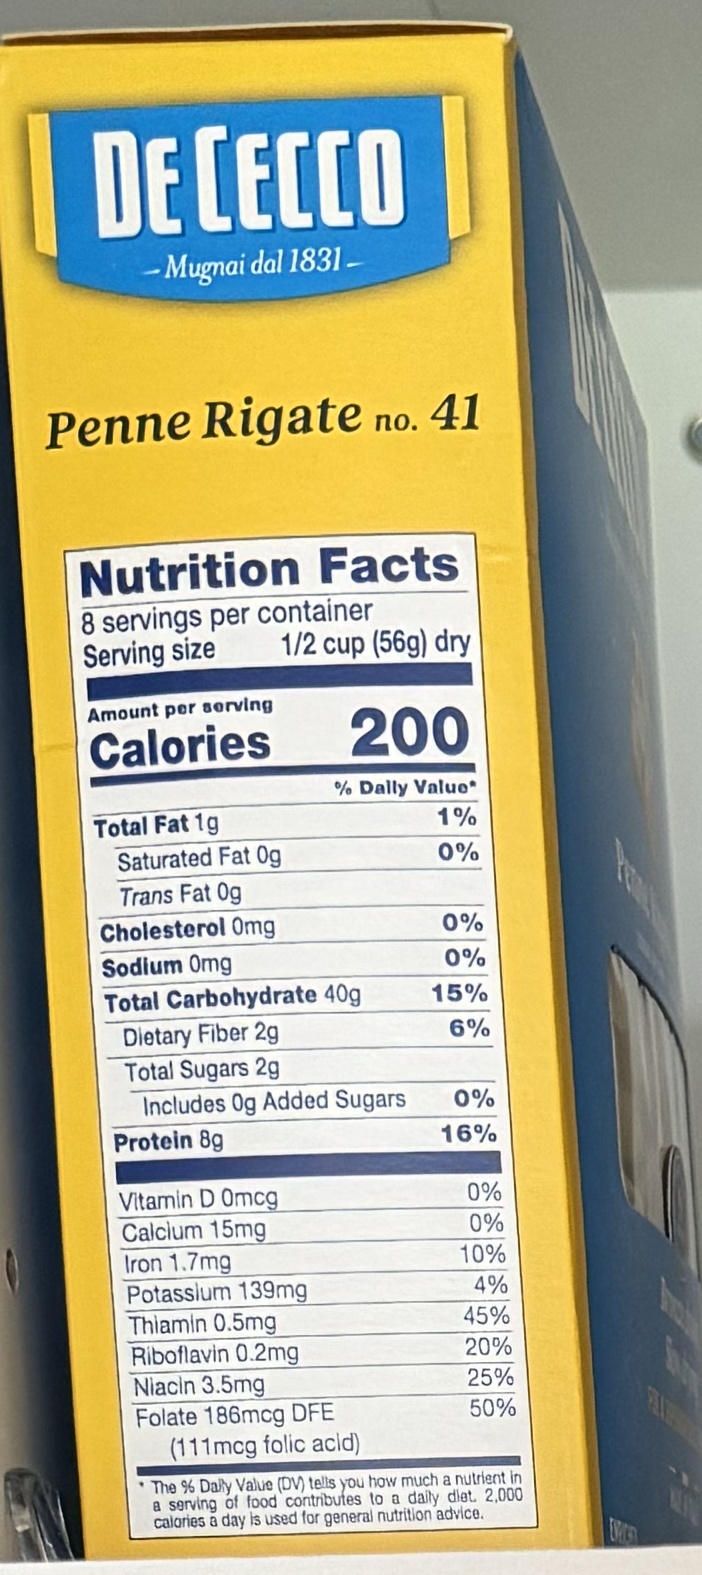 DE CECCO
– Mugnai dal 1831 –
Penne Rigate no. 41
Nutrition Facts
8 servings per container
Serving size 1/2 cup (56g) dry
Amount per serving
Calories 200
% Daily Value*
Total Fat 1g 1%
Saturated Fat 0g 0%
Trans Fat 0g
Cholesterol 0mg 0%
Sodium 0mg 0%
Total Carbohydrate 40g 15%
Dietary Fiber 2g 6%
Total Sugars 2g
Includes 0g Added Sugars 0%
Protein 8g 16%
Vitamin D 0mcg 0%
Calcium 15mg 0%
Iron 1.7mg 10%
Potassium 139mg 4%
Thiamin 0.5mg 45%
Riboflavin 0.2mg 20%
Niacin 3.5mg 25%
Folate 186mcg DFE 50%
(111mcg folic acid)
* The % Daily Value (DV) tells you how much a nutrient in
a serving of food contributes to a daily diet. 2,000
calories a day is used for general nutrition advice.